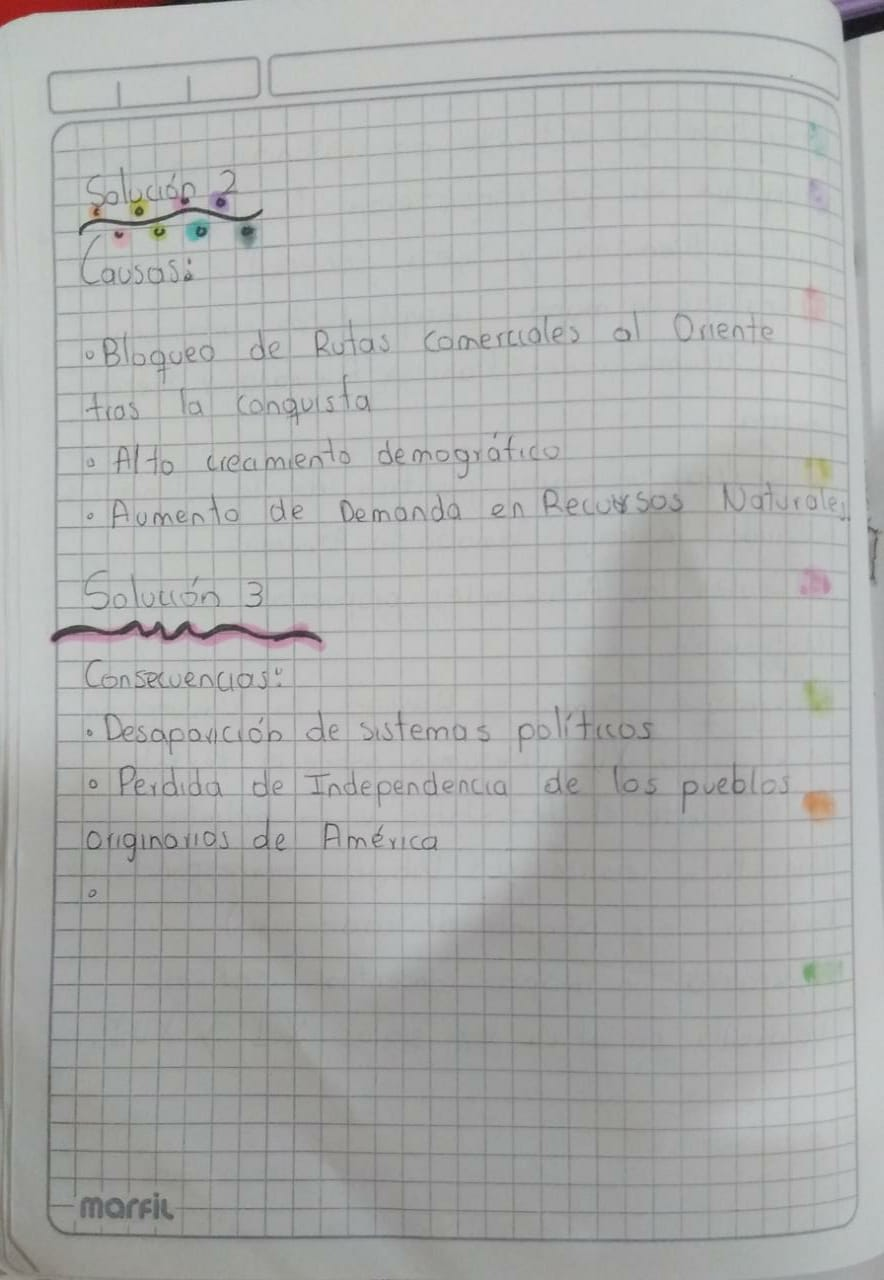 Solución 2
Causas:
° Bloqueo de Rutas comerciales al Oriente
tras la conquista
° Alto creamiento demográfico
° Aumento de Demanda en Recursos Naturales
Solución 3
Consecuencias:
• Desaparición de sistemas políticos
° Perdida de Independencia de los pueblos
originarios de América
°
marfil